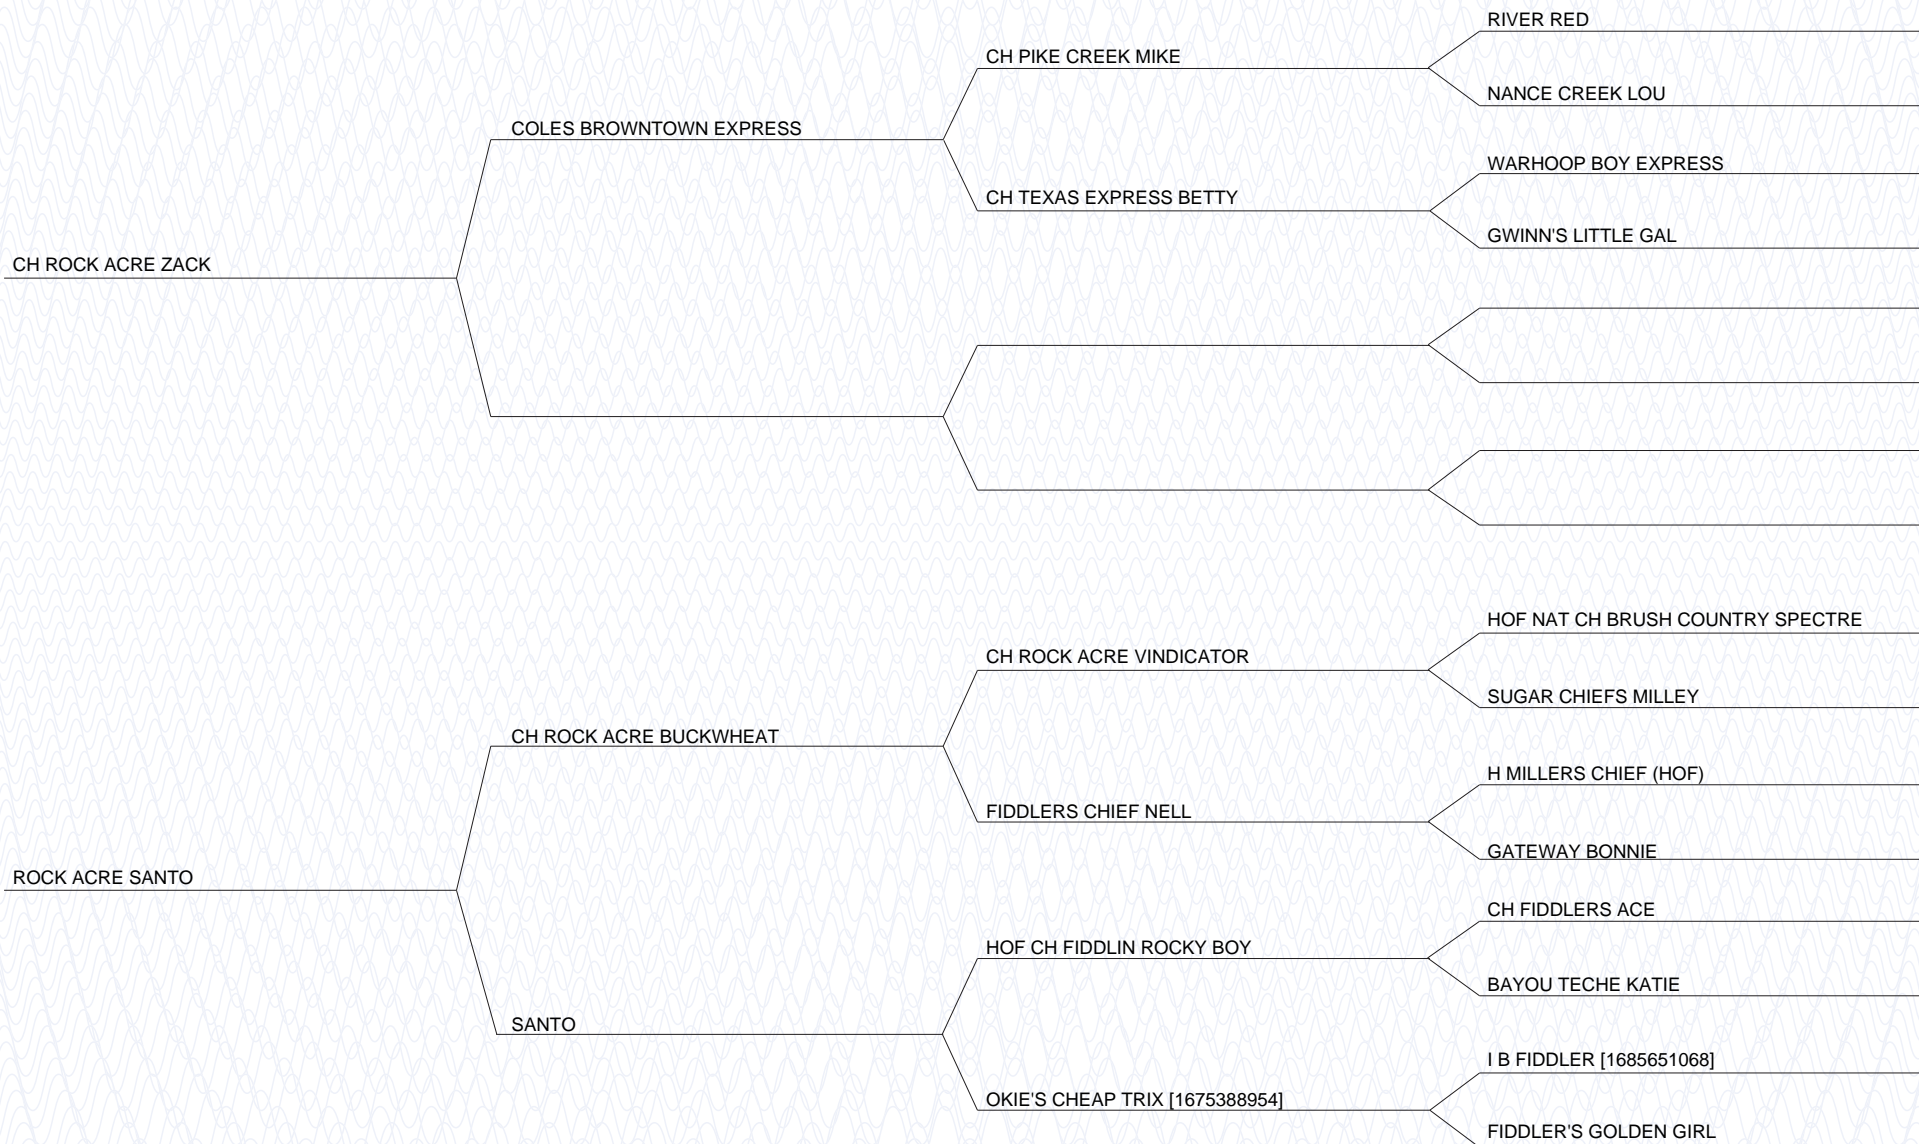 RIVER RED
CH PIKE CREEK MIKE
NANCE CREEK LOU
COLES BROWNTOWN EXPRESS
WARHOOP BOY EXPRESS
CH TEXAS EXPRESS BETTY
GWINN'S LITTLE GAL
CH ROCK ACRE ZACK
HOF NAT CH BRUSH COUNTRY SPECTRE
CH ROCK ACRE VINDICATOR
SUGAR CHIEFS MILLEY
CH ROCK ACRE BUCKWHEAT
H MILLERS CHIEF (HOF)
FIDDLERS CHIEF NELL
GATEWAY BONNIE
ROCK ACRE SANTO
CH FIDDLERS ACE
HOF CH FIDDLIN ROCKY BOY
BAYOU TECHE KATIE
SANTO
I B FIDDLER [1685651068]
OKIE'S CHEAP TRIX [1675388954]
FIDDLER'S GOLDEN GIRL